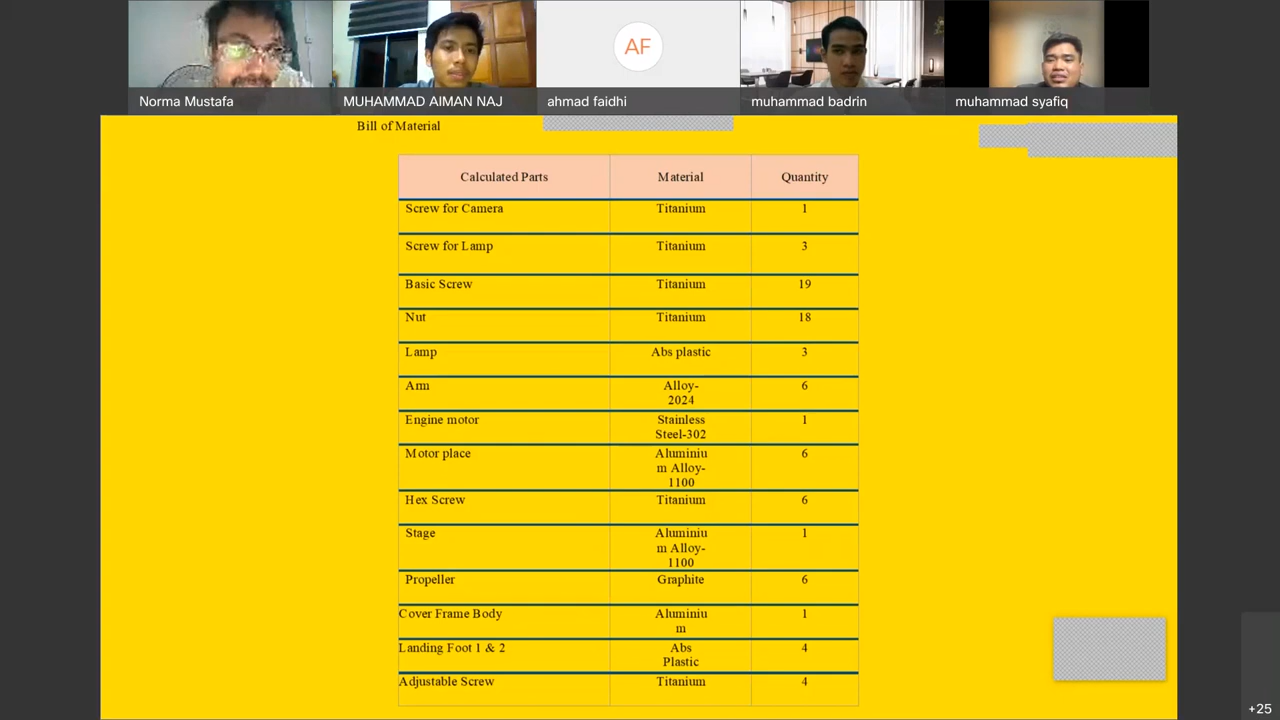 AF
Norma Mustafa
MUHAMMAD AIMAN NAJ
ahmad faidhi
muhammad badrin
muhammad syafiq
Bill of Material
Calculated Parts Material Quantity
Screw for Camera Titanium 1
Screw for Lamp Titanium 3
Basic Screw Titanium 19
Nut Titanium 18
Lamp Abs plastic 3
Arm Alloy- 6
2024
Engine motor Stainless 1
Steel-302
Motor place Aluminiu 6
m Alloy-
1100
Hex Screw Titanium 6
Stage Aluminiu 1
m Alloy-
1100
Propeller Graphite 6
Cover Frame Body Aluminiu 1
m
Landing Foot 1 & 2 Abs 4
Plastic
Adjustable Screw Titanium 4
+25